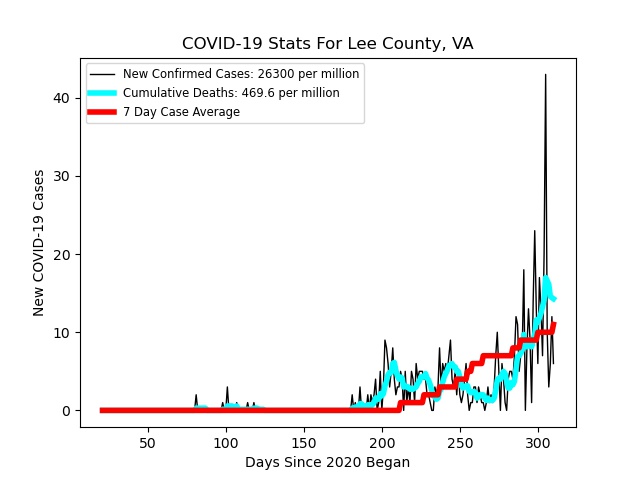 COVID-19 Stats For Lee County, VA
New Confirmed Cases: 26300 per million
Cumulative Deaths: 469.6 per million
7 Day Case Average
New COVID-19 Cases
40
30
20
10
0
50 100 150 200 250 300
Days Since 2020 Began